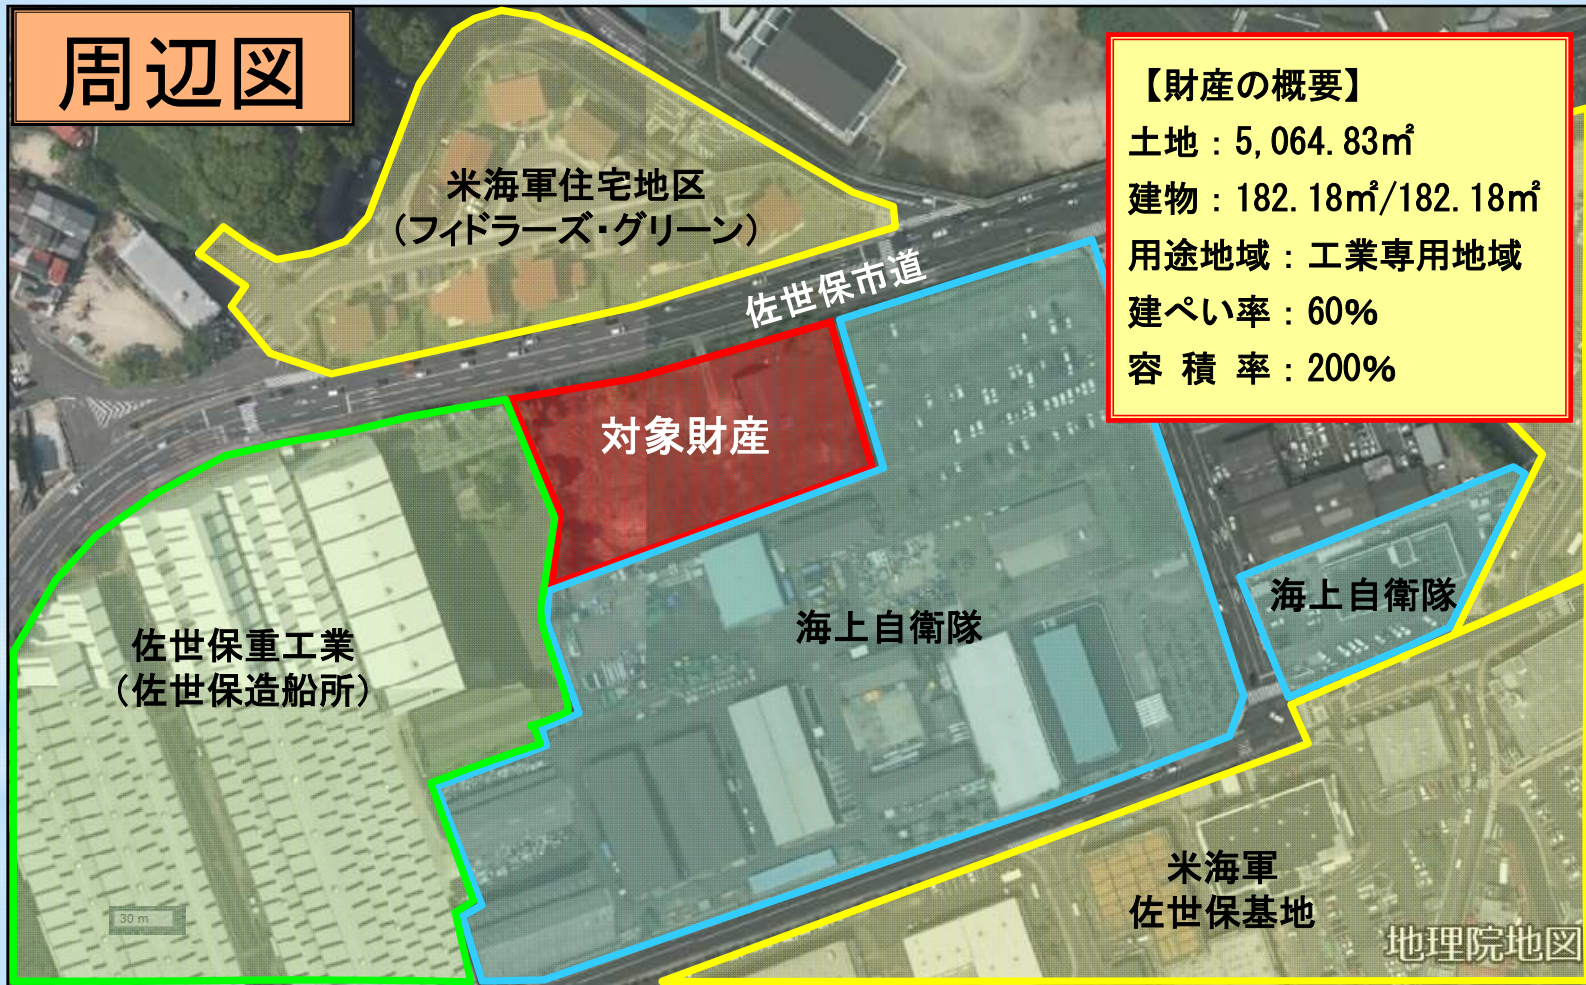 周辺図
【財産の概要】
土地：5,064.83㎡
建物：182.18㎡/182.18㎡
用途地域：工業専用地域
建ぺい率：60%
容 積 率：200%
米海軍住宅地区
（フィドラーズ・グリーン）
佐世保市道
対象財産
海上自衛隊
海上自衛隊
佐世保重工業
（佐世保造船所）
米海軍
佐世保基地
30 m
地理院地図